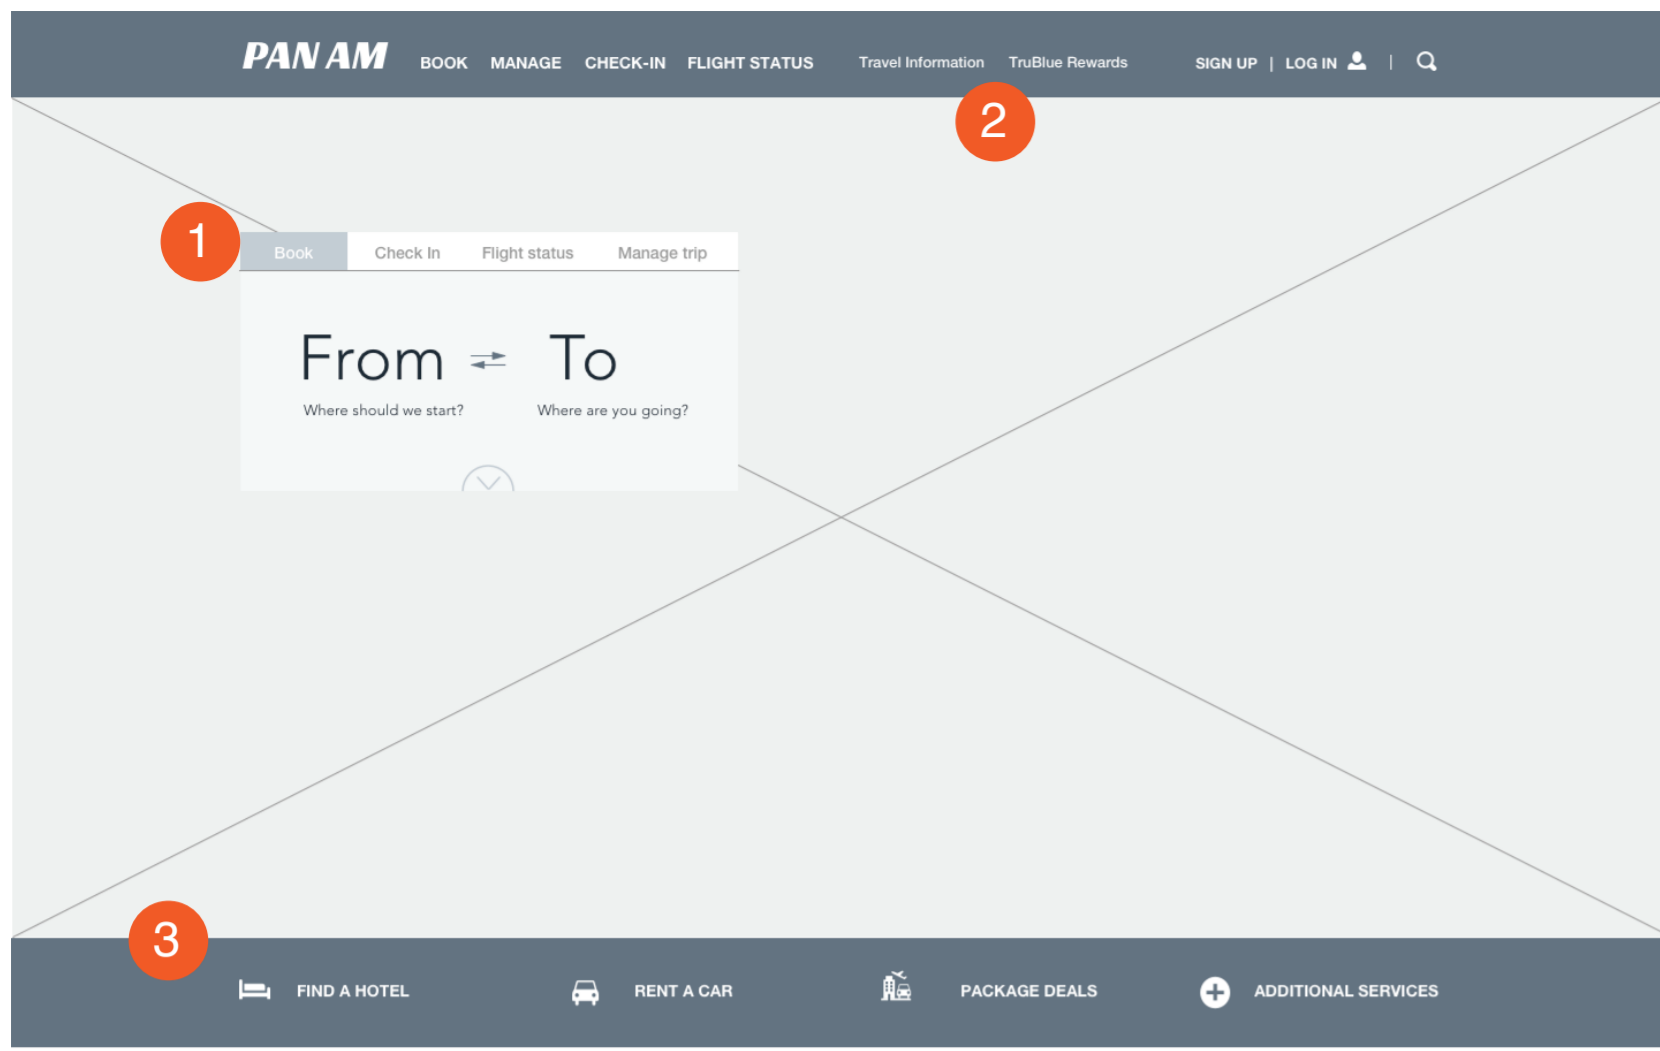 PAN AM BOOK MANAGE CHECK-IN FLIGHT STATUS Travel Information TruBlue Rewards SIGN UP | LOG IN |
2
1
Book Check In Flight status Manage trip
From To
Where should we start? Where are you going?
3
FIND A HOTEL RENT A CAR PACKAGE DEALS ADDITIONAL SERVICES